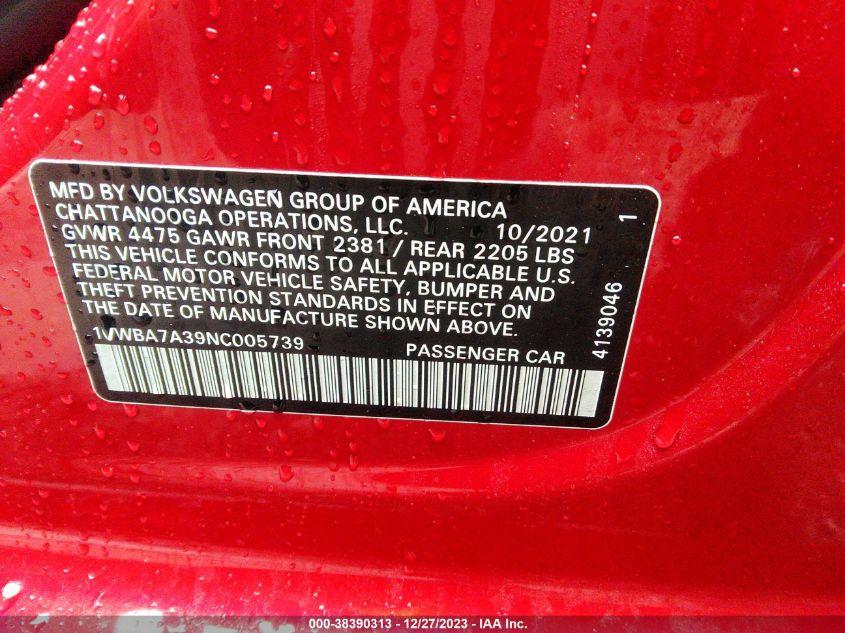 MFD BY VOLKSWAGEN GROUP OF AMERICA
CHATTANOOGA OPERATIONS, LLC. 10/2021
GVWR 4475 GAWR FRONT 2381 / REAR 2205 LBS
THIS VEHICLE CONFORMS TO ALL APPLICABLE U.S.
FEDERAL MOTOR VEHICLE SAFETY, BUMPER AND
THEFT PREVENTION STANDARDS IN EFFECT ON
THE DATE OF MANUFACTURE SHOWN ABOVE.
1VWBA7A39NC005739 PASSENGER CAR
4139046 1
000-38390313 - 12/27/2023 - IAA Inc.